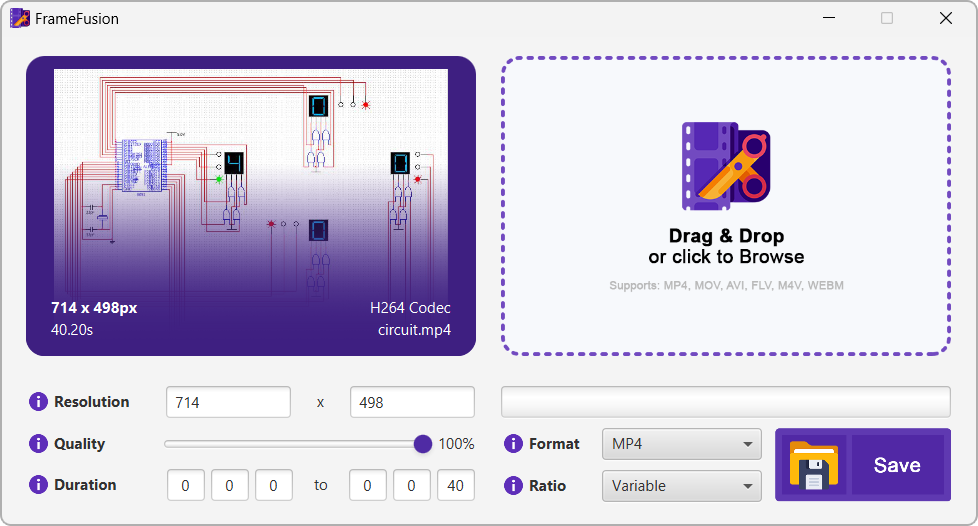 FrameFusion
714 x 498px
H264 Codec
40.20s
circuit.mp4
Drag & Drop
or click to Browse
Supports: MP4, MOV, AVI, FLV, M4V, WEBM
Resolution
714
x
498
Quality
100%
Format
MP4
Save
Duration
0
0
0
to
0
0
40
Ratio
Variable